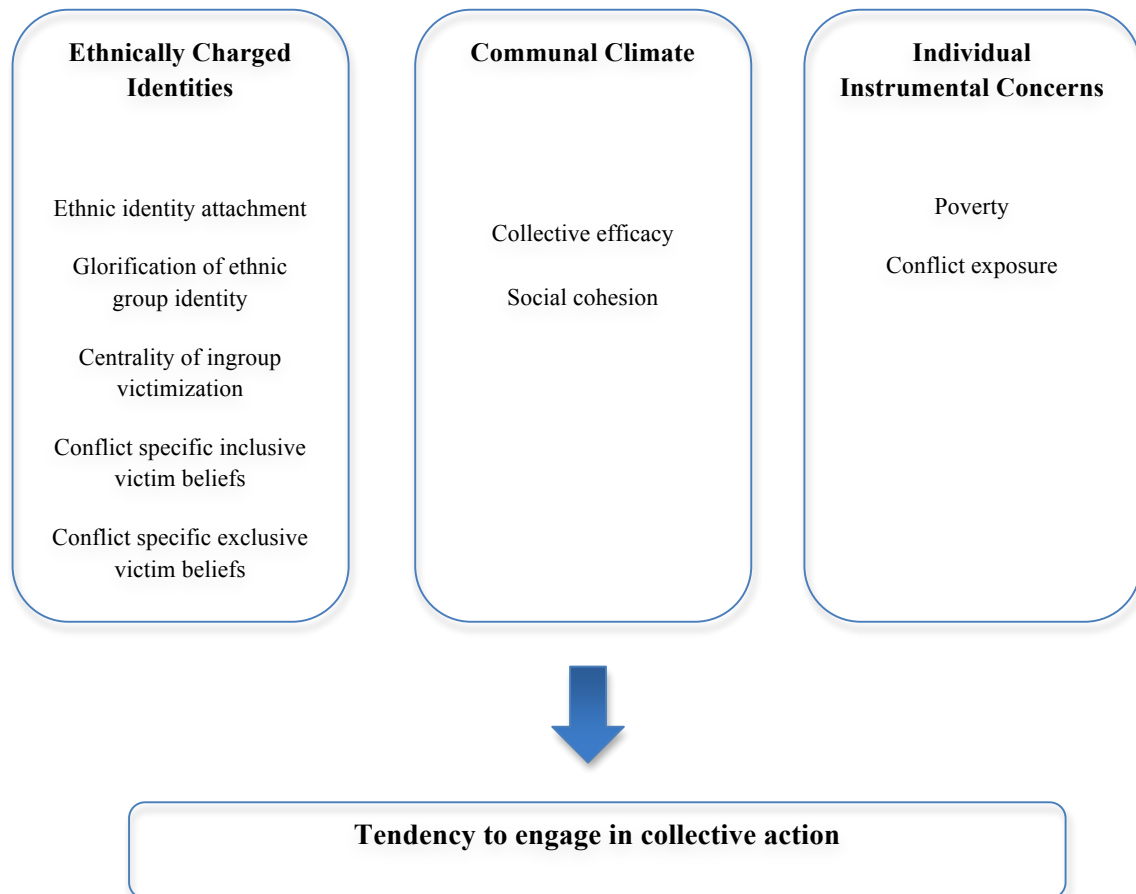 Ethnically Charged
Identities
Ethnic identity attachment
Glorification of ethnic
group identity
Centrality of ingroup
victimization
Conflict specific inclusive
victim beliefs
Conflict specific exclusive
victim beliefs
Communal Climate
Collective efficacy
Social cohesion
Individual
Instrumental Concerns
Poverty
Conflict exposure
Tendency to engage in collective action